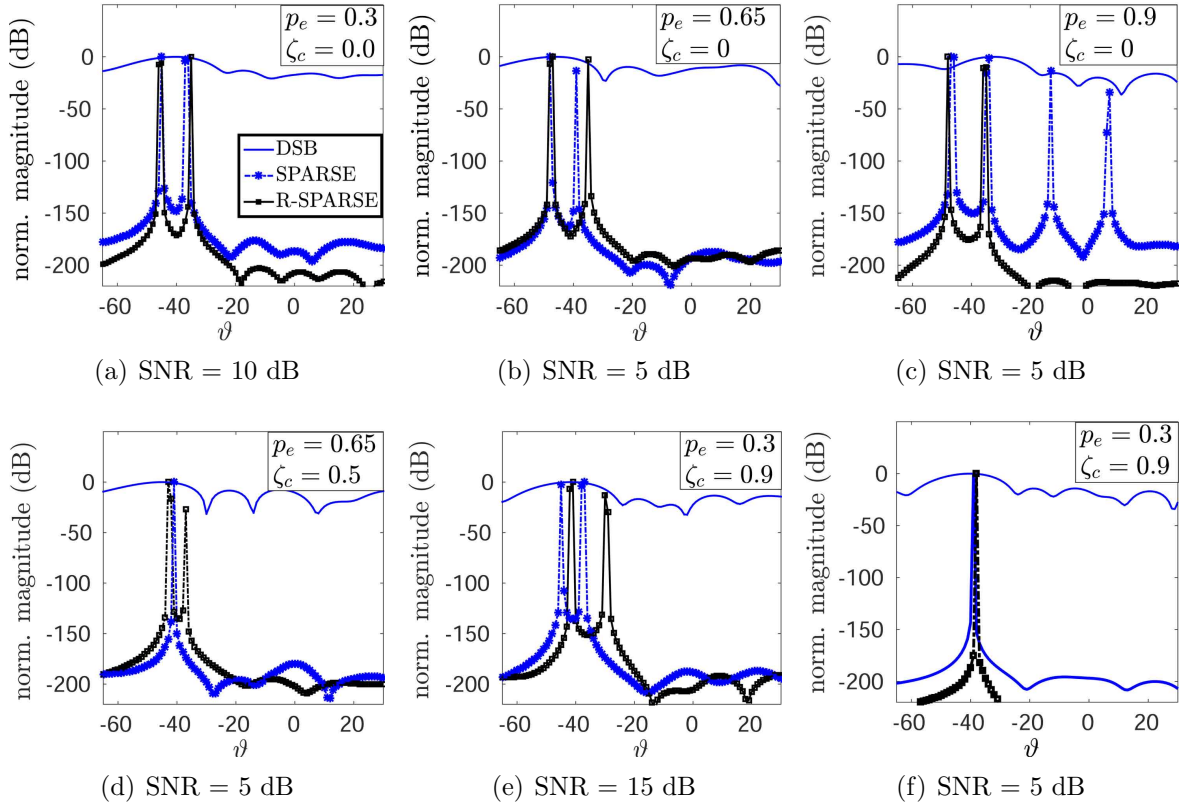 norm. magnitude (dB)
0
-50
-100
-150
-200
-60 -40 -20 0 20
ϑ
p_e = 0.3
ζ_c = 0.0
DSB
SPARSE
R-SPARSE
(a) SNR = 10 dB
norm. magnitude (dB)
0
-50
-100
-150
-200
-60 -40 -20 0 20
ϑ
p_e = 0.65
ζ_c = 0
(b) SNR = 5 dB
norm. magnitude (dB)
0
-50
-100
-150
-200
-60 -40 -20 0 20
ϑ
p_e = 0.9
ζ_c = 0
(c) SNR = 5 dB
norm. magnitude (dB)
0
-50
-100
-150
-200
-60 -40 -20 0 20
ϑ
p_e = 0.65
ζ_c = 0.5
(d) SNR = 5 dB
norm. magnitude (dB)
0
-50
-100
-150
-200
-60 -40 -20 0 20
ϑ
p_e = 0.3
ζ_c = 0.9
(e) SNR = 15 dB
norm. magnitude (dB)
0
-50
-100
-150
-200
-60 -40 -20 0 20
ϑ
p_e = 0.3
ζ_c = 0.9
(f) SNR = 5 dB